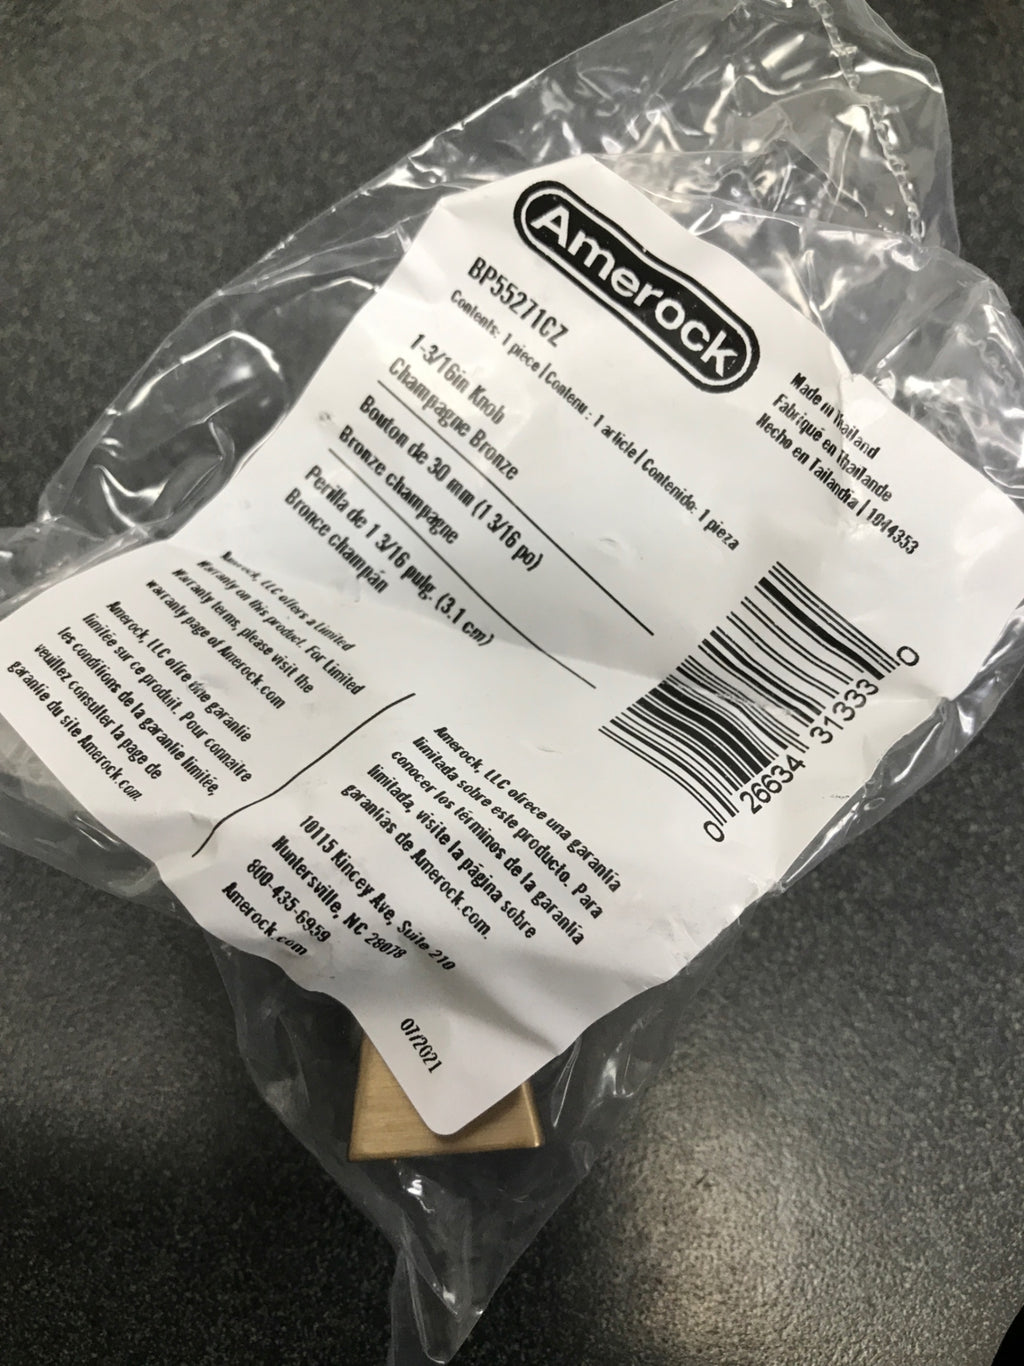 Amerock
BP55271CZ
Contents: 1 piece | Contenu : 1 article | Contenido: 1 pieza
1-3/16in Knob
Champagne Bronze
Bouton de 30 mm (1 3/16 po)
Bronze champagne
Perilla de 1 3/16 pulg. (3,1 cm)
Bronce champán
Made in Thailand
Fabriqué en Thaïlande
Hecho en Tailandia | 1044353
0 26634 31333 0
Amerock, LLC offers a Limited
Warranty on this product. For Limited
Warranty terms, please visit the
warranty page of Amerock.com
Amerock, LLC offre une garantie
limitée sur ce produit. Pour connaître
les conditions de la garantie limitée,
veuillez consulter la page de
garantie du site Amerock.com.
Amerock, LLC ofrece una garantía
limitada sobre este producto. Para
conocer los términos de la garantía
limitada, visite la página sobre
garantías de Amerock.com.
10115 Kincey Ave, Suite 210
Huntersville, NC 28078
800-435-6959
Amerock.com
07/2021